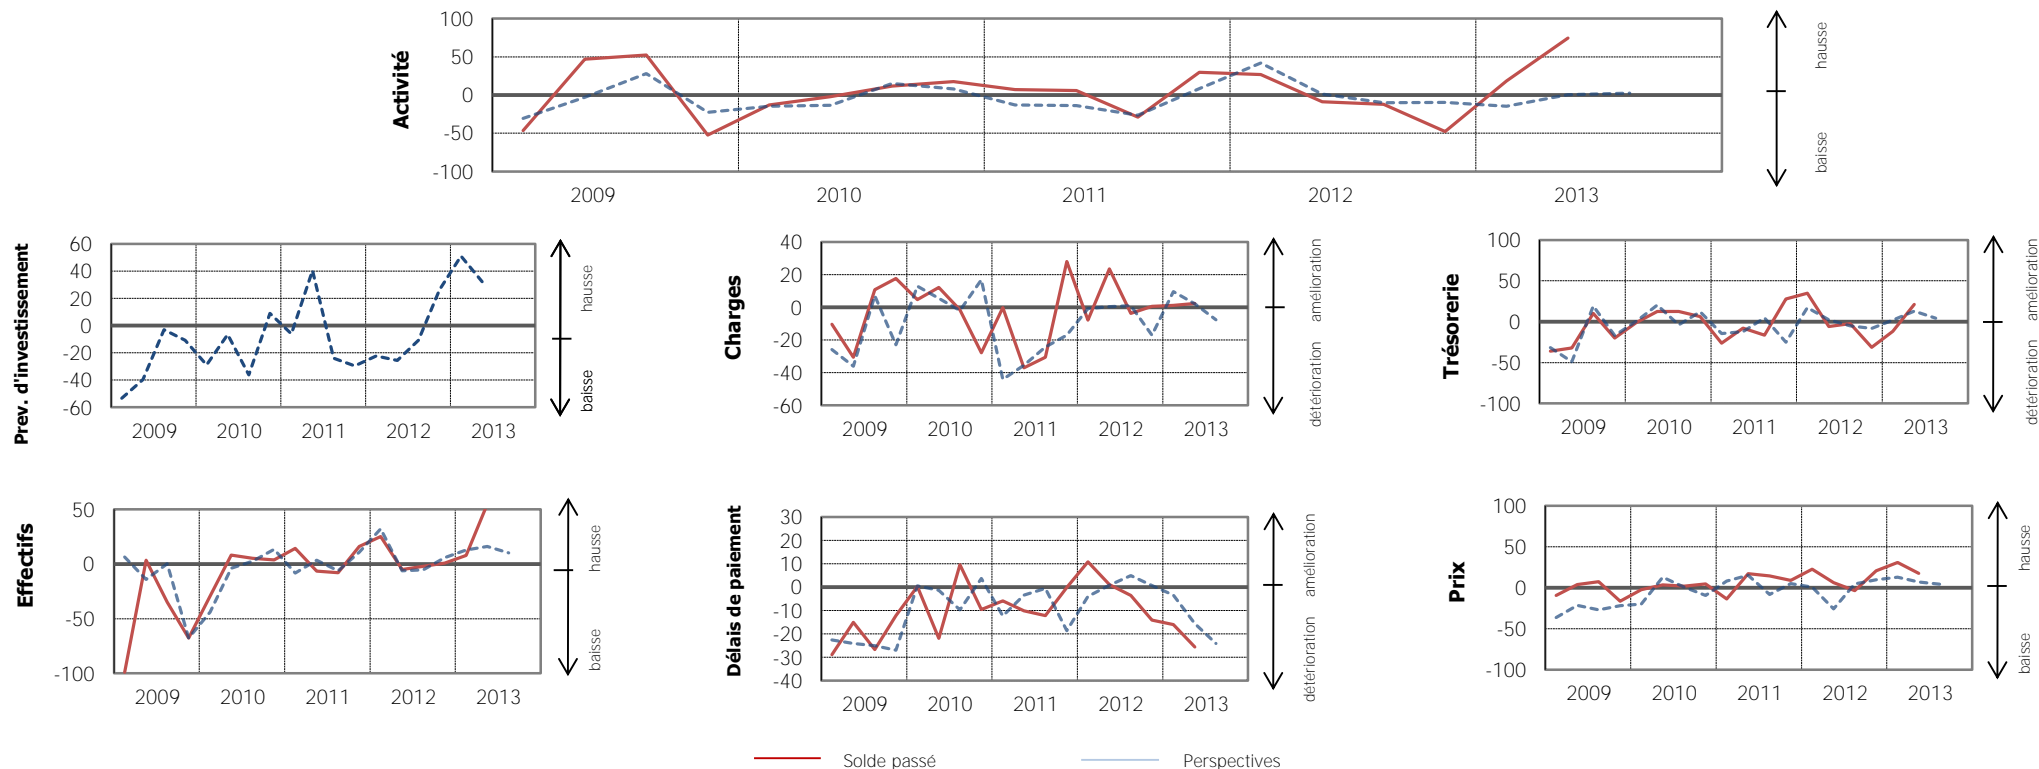 Activité
100
50
0
-50
-100
2009 2010 2011 2012 2013
hausse
baisse
Prev. d'investissement
60
40
20
0
-20
-40
-60
2009 2010 2011 2012 2013
hausse
baisse
Charges
40
20
0
-20
-40
-60
2009 2010 2011 2012 2013
amélioration
détérioration
Trésorerie
100
50
0
-50
-100
2009 2010 2011 2012 2013
amélioration
détérioration
Effectifs
50
0
-50
-100
2009 2010 2011 2012 2013
hausse
baisse
Délais de paiement
30
20
10
0
-10
-20
-30
-40
2009 2010 2011 2012 2013
amélioration
détérioration
Prix
100
50
0
-50
-100
2009 2010 2011 2012 2013
hausse
baisse
Solde passé Perspectives